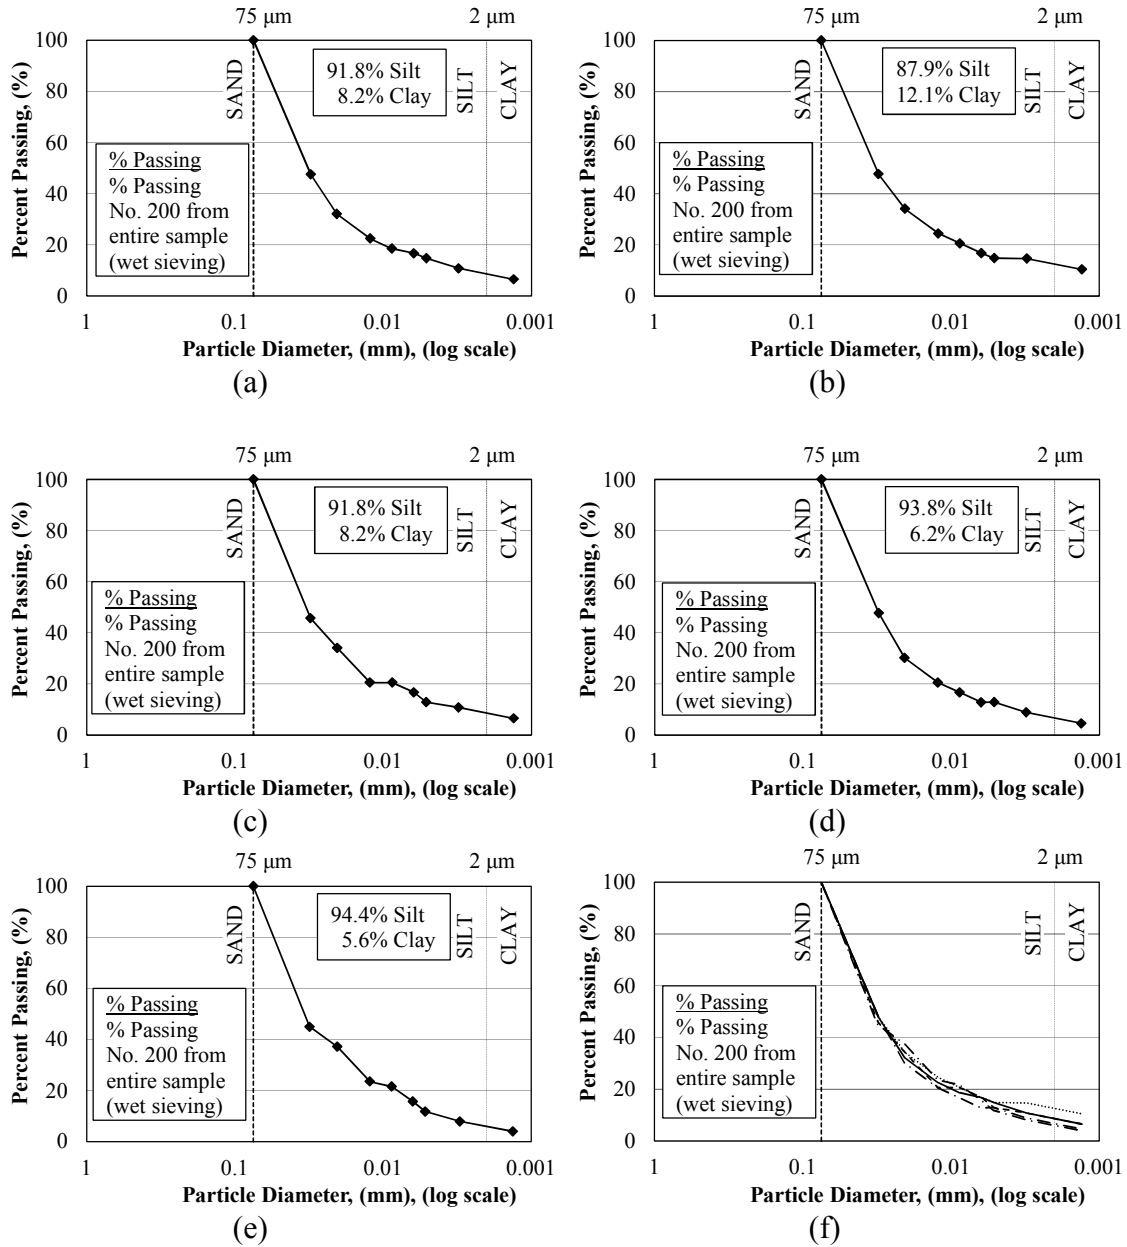 75 μm
2 μm
100
80
60
40
20
0
Percent Passing, (%)
SAND
91.8% Silt
8.2% Clay
SILT
CLAY
% Passing
% Passing
No. 200 from
entire sample
(wet sieving)
1
0.1
0.01
0.001
Particle Diameter, (mm), (log scale)
(a)
75 μm
2 μm
100
80
60
40
20
0
Percent Passing, (%)
SAND
87.9% Silt
12.1% Clay
SILT
CLAY
% Passing
% Passing
No. 200 from
entire sample
(wet sieving)
1
0.1
0.01
0.001
Particle Diameter, (mm), (log scale)
(b)
75 μm
2 μm
100
80
60
40
20
0
Percent Passing, (%)
SAND
91.8% Silt
8.2% Clay
SILT
CLAY
% Passing
% Passing
No. 200 from
entire sample
(wet sieving)
1
0.1
0.01
0.001
Particle Diameter, (mm), (log scale)
(c)
75 μm
2 μm
100
80
60
40
20
0
Percent Passing, (%)
SAND
93.8% Silt
6.2% Clay
SILT
CLAY
% Passing
% Passing
No. 200 from
entire sample
(wet sieving)
1
0.1
0.01
0.001
Particle Diameter, (mm), (log scale)
(d)
75 μm
2 μm
100
80
60
40
20
0
Percent Passing, (%)
SAND
94.4% Silt
5.6% Clay
SILT
CLAY
% Passing
% Passing
No. 200 from
entire sample
(wet sieving)
1
0.1
0.01
0.001
Particle Diameter, (mm), (log scale)
(e)
75 μm
2 μm
100
80
60
40
20
0
Percent Passing, (%)
SAND
SILT
CLAY
% Passing
% Passing
No. 200 from
entire sample
(wet sieving)
1
0.1
0.01
0.001
Particle Diameter, (mm), (log scale)
(f)